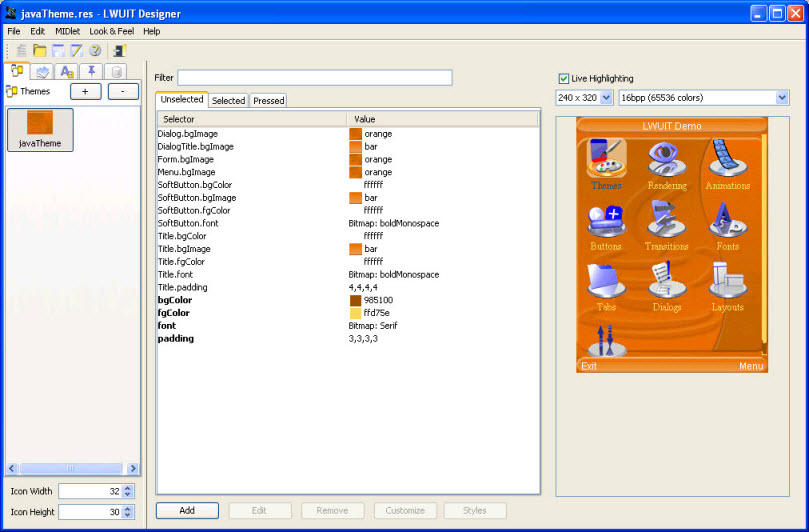 javaTheme.res - LWUIT Designer
File Edit MIDlet Look & Feel Help
Themes + -
javaTheme
Icon Width 32
Icon Height 30
Filter
Unselected Selected Pressed
Selector Value
Dialog.bgImage orange
DialogTitle.bgImage bar
Form.bgImage orange
Menu.bgImage orange
SoftButton.bgColor ffffff
SoftButton.bgImage bar
SoftButton.fgColor ffffff
SoftButton.font Bitmap: boldMonospace
Title.bgColor ffffff
Title.bgImage bar
Title.fgColor ffffff
Title.font Bitmap: boldMonospace
Title.padding 4,4,4,4
bgColor 985100
fgColor ffd75e
font Bitmap: Serif
padding 3,3,3,3
Add Edit Remove Customize Styles
Live Highlighting
240 x 320 16bpp (65536 colors)
LWUIT Demo
Themes Rendering Animations
Buttons Transitions Fonts
Tabs Dialogs Layouts
Exit Menu